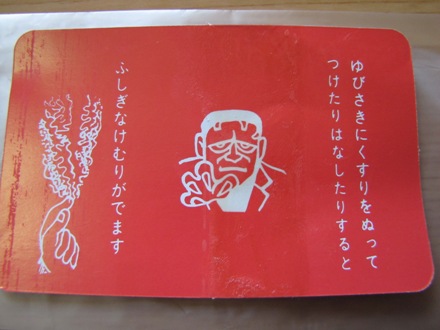 ゆびさきにくすりをぬって
つけたりはなしたりすると
ふしぎなけむりがでます